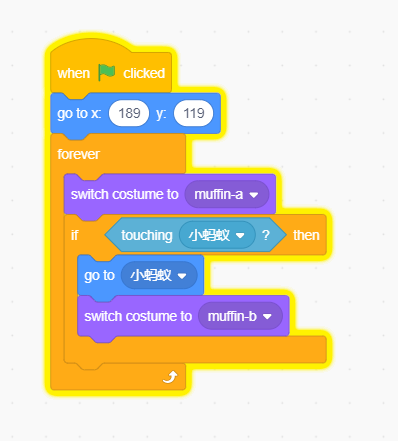 when clicked
go to x: 189 y: 119
forever
switch costume to muffin-a
if touching 小蚂蚁 ? then
go to 小蚂蚁
switch costume to muffin-b